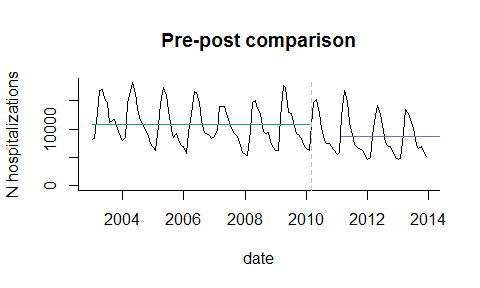 Pre-post comparison
N hospitalizations
10000
0
2004 2006 2008 2010 2012 2014
date